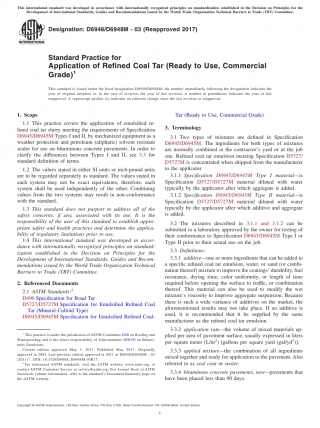 This international standard was developed in accordance with internationally recognized principles on standardization established in the Decision on Principles for the
Development of International Standards, Guides and Recommendations issued by the World Trade Organization Technical Barriers to Trade (TBT) Committee.
Designation: D6948/D6948M − 03 (Reapproved 2017)
Standard Practice for
Application of Refined Coal Tar (Ready to Use, Commercial
Grade)1
This standard is issued under the fixed designation D6948/D6948M; the number immediately following the designation indicates the
year of original adoption or, in the case of revision, the year of last revision. A number in parentheses indicates the year of last
reapproval. A superscript epsilon (ε) indicates an editorial change since the last revision or reapproval.
1. Scope
1.1 This practice covers the application of emulsified re-
fined coal tar slurry meeting the requirements of Specification
D6945/D6945M Types I and II, by mechanized equipment as a
weather protection and petroleum (aliphatic) solvent resistant
sealer for use on bituminous concrete pavements. In order to
clarify the differences between Types I and II, see 3.3 for
standard definition of terms.
1.2 The values stated in either SI units or inch-pound units
are to be regarded separately as standard. The values stated in
each system may not be exact equivalents; therefore, each
system shall be used independently of the other. Combining
values from the two systems may result in non-conformance
with the standard.
1.3 This standard does not purport to address all of the
safety concerns, if any, associated with its use. It is the
responsibility of the user of this standard to establish appro-
priate safety and health practices and determine the applica-
bility of regulatory limitations prior to use.
1.4 This international standard was developed in accor-
dance with internationally recognized principles on standard-
ization established in the Decision on Principles for the
Development of International Standards, Guides and Recom-
mendations issued by the World Trade Organization Technical
Barriers to Trade (TBT) Committee.
2. Referenced Documents
2.1 ASTM Standards:2
D490 Specification for Road Tar
D5727/D5727M Specification for Emulsified Refined Coal
Tar (Mineral Colloid Type)
D6945/D6945M Specification for Emulsified Refined Coal-
1 This practice is under the jurisdiction of ASTM Committee D08 on Roofing and
Waterproofing and is the direct responsibility of Subcommittee
Current edition approved May 1, 2017. Published May 2017. Originally
approved in 2003. Last previous edition approved in
2 For referenced ASTM standards, visit the ASTM website, www.astm.org, or
contact ASTM Customer Service at service@astm.org. For Annual Book of ASTM
Standards volume information, refer to the standard's Document Summary page on
the ASTM website.
Tar (Ready to Use, Commercial Grade)
3. Terminology
3.1 Two types of mixtures are defined in Specification
D6945/D6945M. The ingredients for both types of mixtures
are normally combined at the contractor's yard or at the job
site. Refined coal tar emulsion meeting Specification D5727/
D5727M is concentrated when shipped from the manufacturer
to the applicator.
3.1.1 Specification D6945/D6945M Type I material—is
Specification D5727/D5727M material diluted with water
typically by the applicator after which aggregate is added.
3.1.2 Specification D6945/D6945M Type II material—is
Specification D5727/D5727M material diluted with water
typically by the applicator after which additive and aggregate
is added.
3.2 The mixtures described in 3.1.1 and 3.1.2 can be
submitted to a laboratory approved by the owner for testing of
their conformance to Specification D6945/D6945M Type I or
Type II prior to their actual use on the job.
3.3 Definitions:
3.3.1 additive—one or more ingredients that can be added to
a specific refined coal tar emulsion, water, or sand (or combi-
nation thereof) mixture to improve the coatings' durability, fuel
resistance, drying time, color uniformity, or length of time
required before opening the surface to traffic, or combination
thereof. This material can also be used to modify the wet
mixture's viscosity to improve aggregate suspension. Because
there is such a wide variance of additives on the market, the
aforementioned results may not take place. If an additive is
used, it is recommended that it be supplied by the same
manufacturer as the refined coal tar emulsion.
3.3.2 application rate—the volume of mixed materials ap-
plied per area of pavement surface, usually expressed in liters
per square meter (L/m2) [gallons per square yard (gal/yd2)].
3.3.3 applied mixture—the combination of all ingredients
mixed together and ready for application to the pavement. Also
referred to as seal coat or sealer.
3.3.4 bituminous concrete pavements, new—pavements that
have been placed less than 90 days.
Copyright © ASTM International, 100 Barr Harbor Drive, PO Box C700, West Conshohocken, PA 19428-2959. United States
1